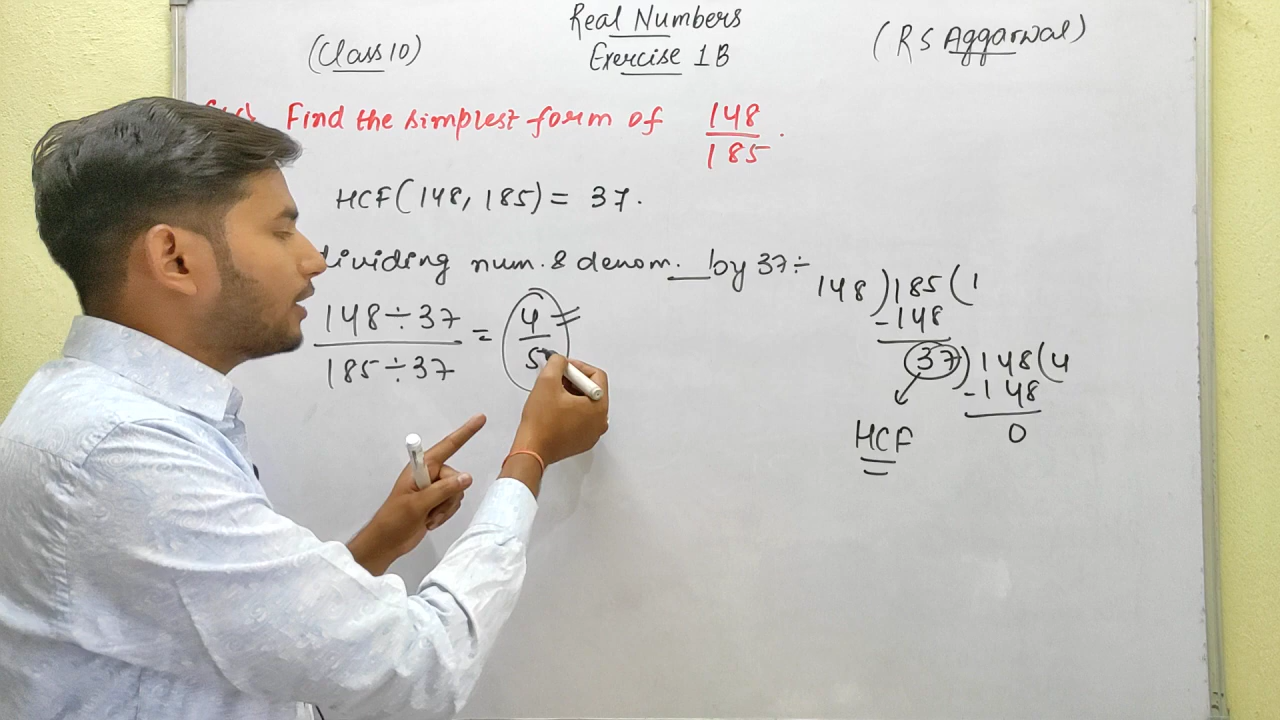 Real Numbers
(Class 10)
Exercise 1B
(RS Aggarwal)
Find the simplest form of 148/185.
HCF(148, 185) = 37.
dividing num. & denom. by 37÷
148÷37 / 185÷37 = 4/5
148)185(1
-148
37)148(4
-148
0
HCF